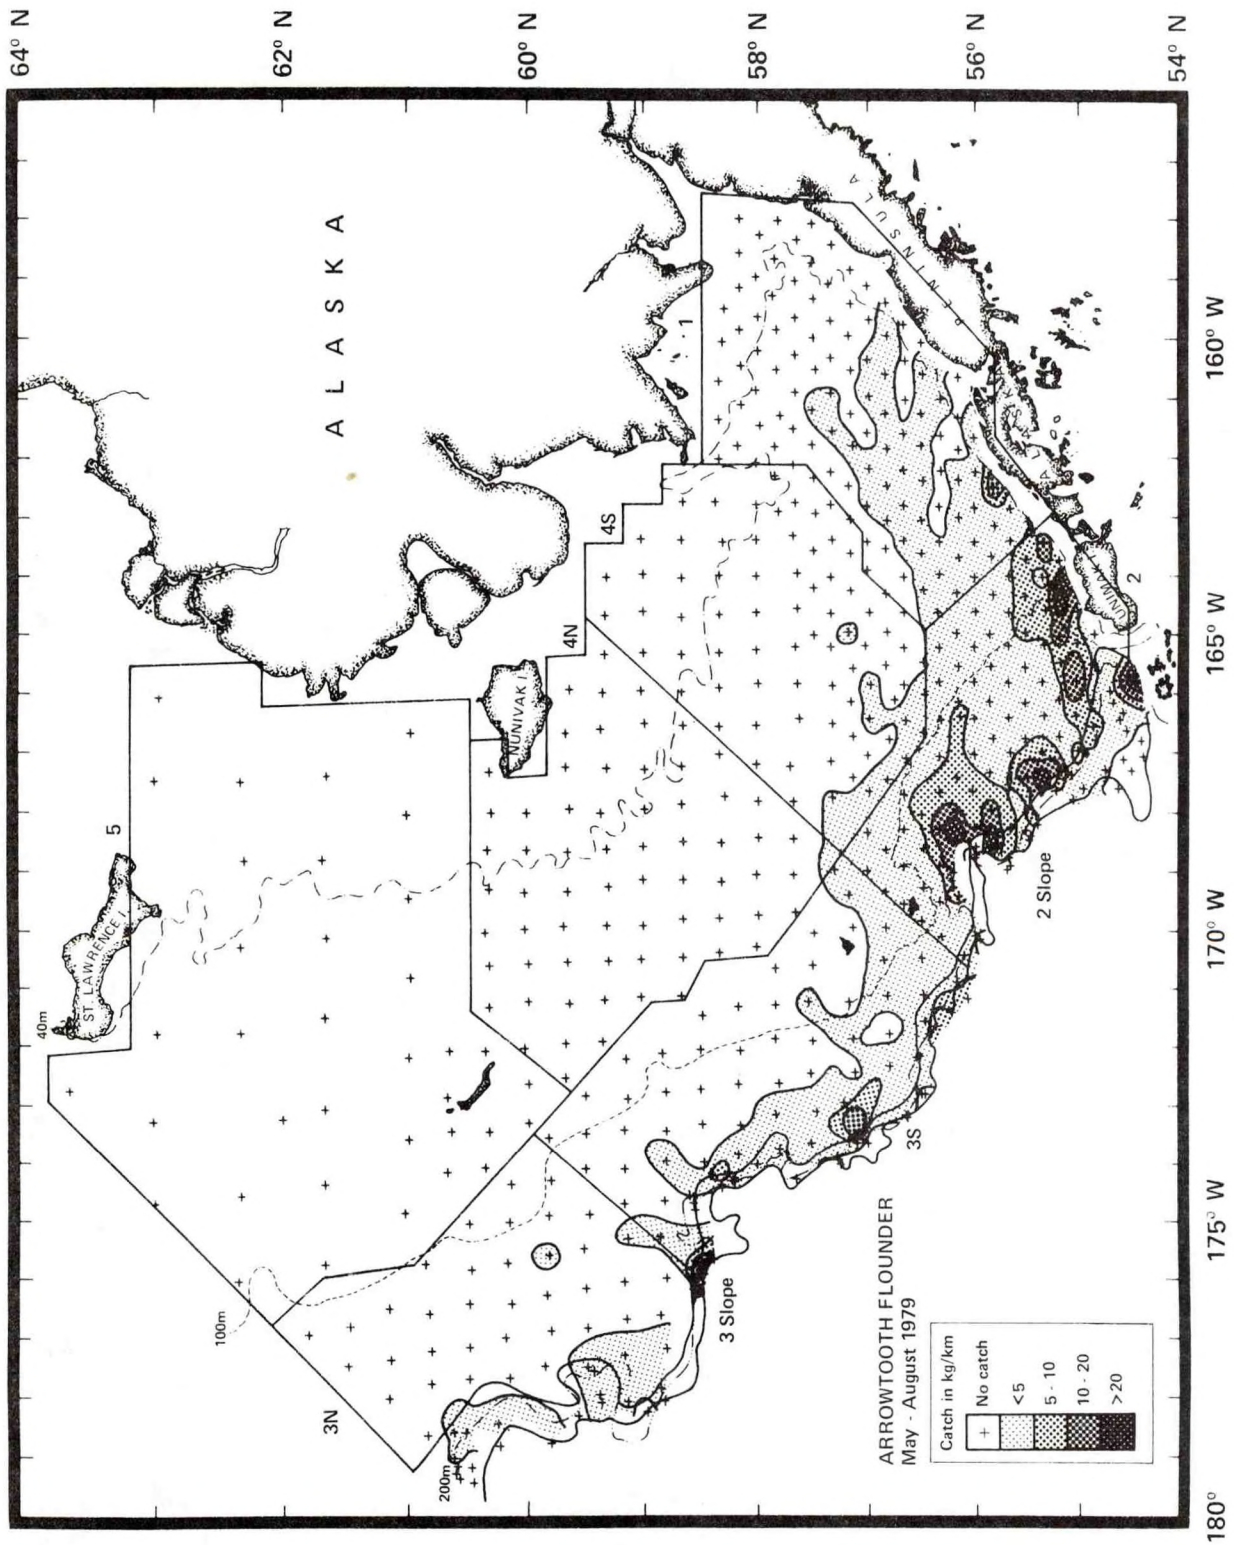 64° N
62° N
60° N
58° N
56° N
54° N
160° W
165° W
170° W
175° W
180°
ALASKA
PENINSULA
1
4S
4N
NUNIVAK I.
UNIMAK
2
5
ST. LAWRENCE I.
40m
100m
200m
2 Slope
3S
3 Slope
3N
ARROWTOOTH FLOUNDER
May - August 1979
Catch in kg/km
+ No catch
<5
5 - 10
10 - 20
>20